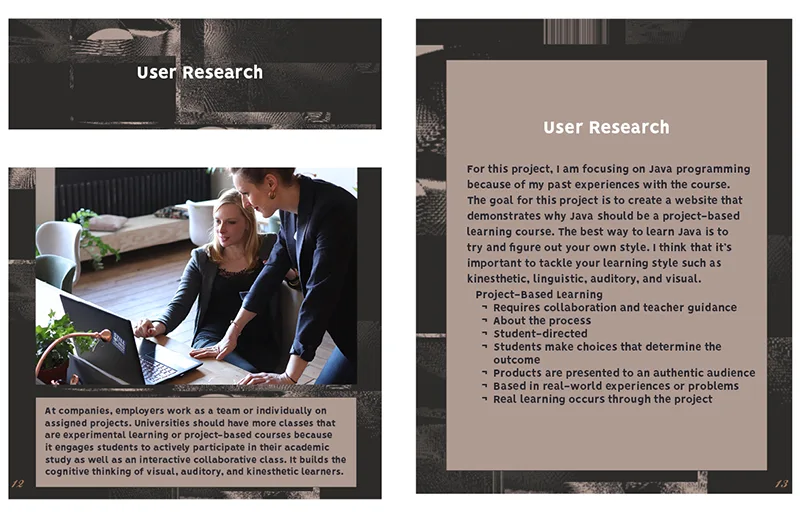 User Research
At companies, employers work as a team or individually on
assigned projects. Universities should have more classes that
are experimental learning or project-based courses because
it engages students to actively participate in their academic
study as well as an interactive collaborative class. It builds the
cognitive thinking of visual, auditory, and kinesthetic learners.
12
User Research
For this project, I am focusing on Java programming
because of my past experiences with the course.
The goal for this project is to create a website that
demonstrates why Java should be a project-based
learning course. The best way to learn Java is to
try and figure out your own style. I think that it's
important to tackle your learning style such as
kinesthetic, linguistic, auditory, and visual.
Project-Based Learning
¬ Requires collaboration and teacher guidance
¬ About the process
¬ Student-directed
¬ Students make choices that determine the
outcome
¬ Products are presented to an authentic audience
¬ Based in real-world experiences or problems
¬ Real learning occurs through the project
13